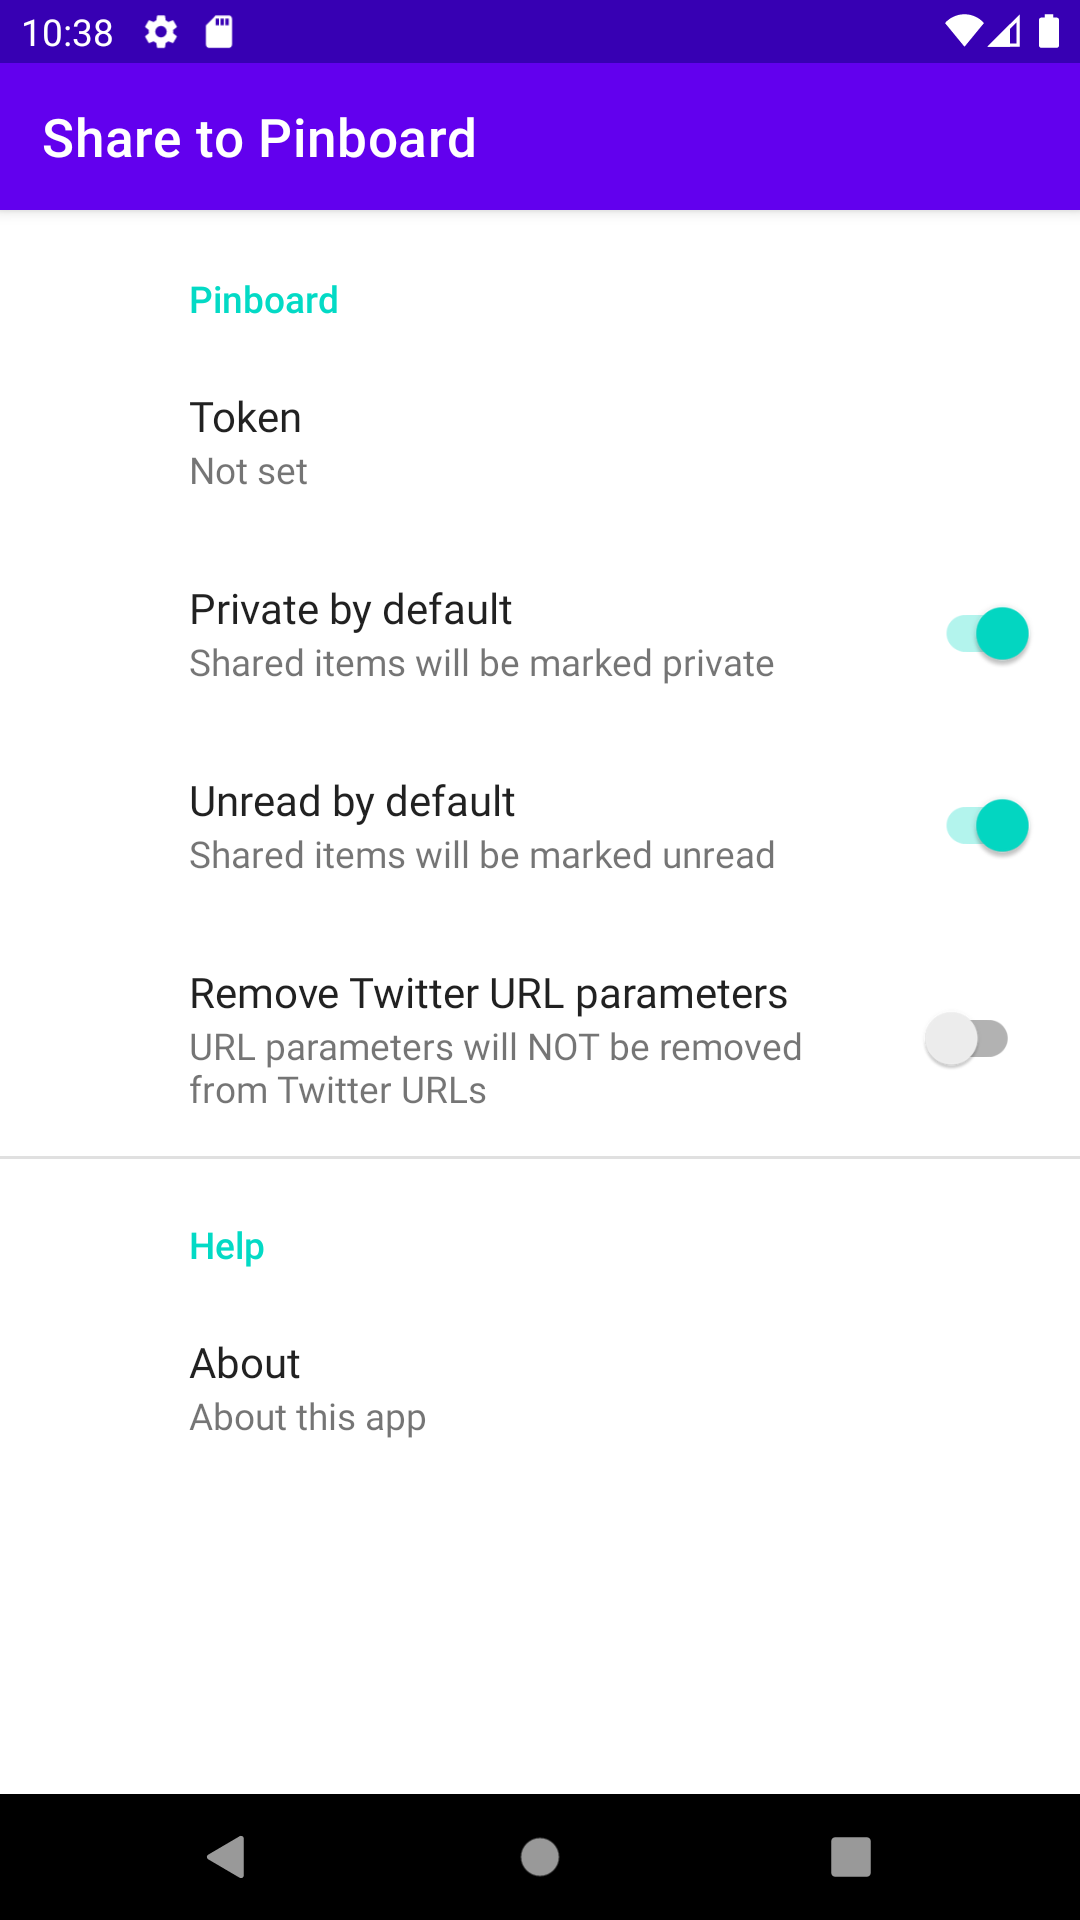 10:38
Share to Pinboard
Pinboard
Token
Not set
Private by default
Shared items will be marked private
Unread by default
Shared items will be marked unread
Remove Twitter URL parameters
URL parameters will NOT be removed
from Twitter URLs
Help
About
About this app